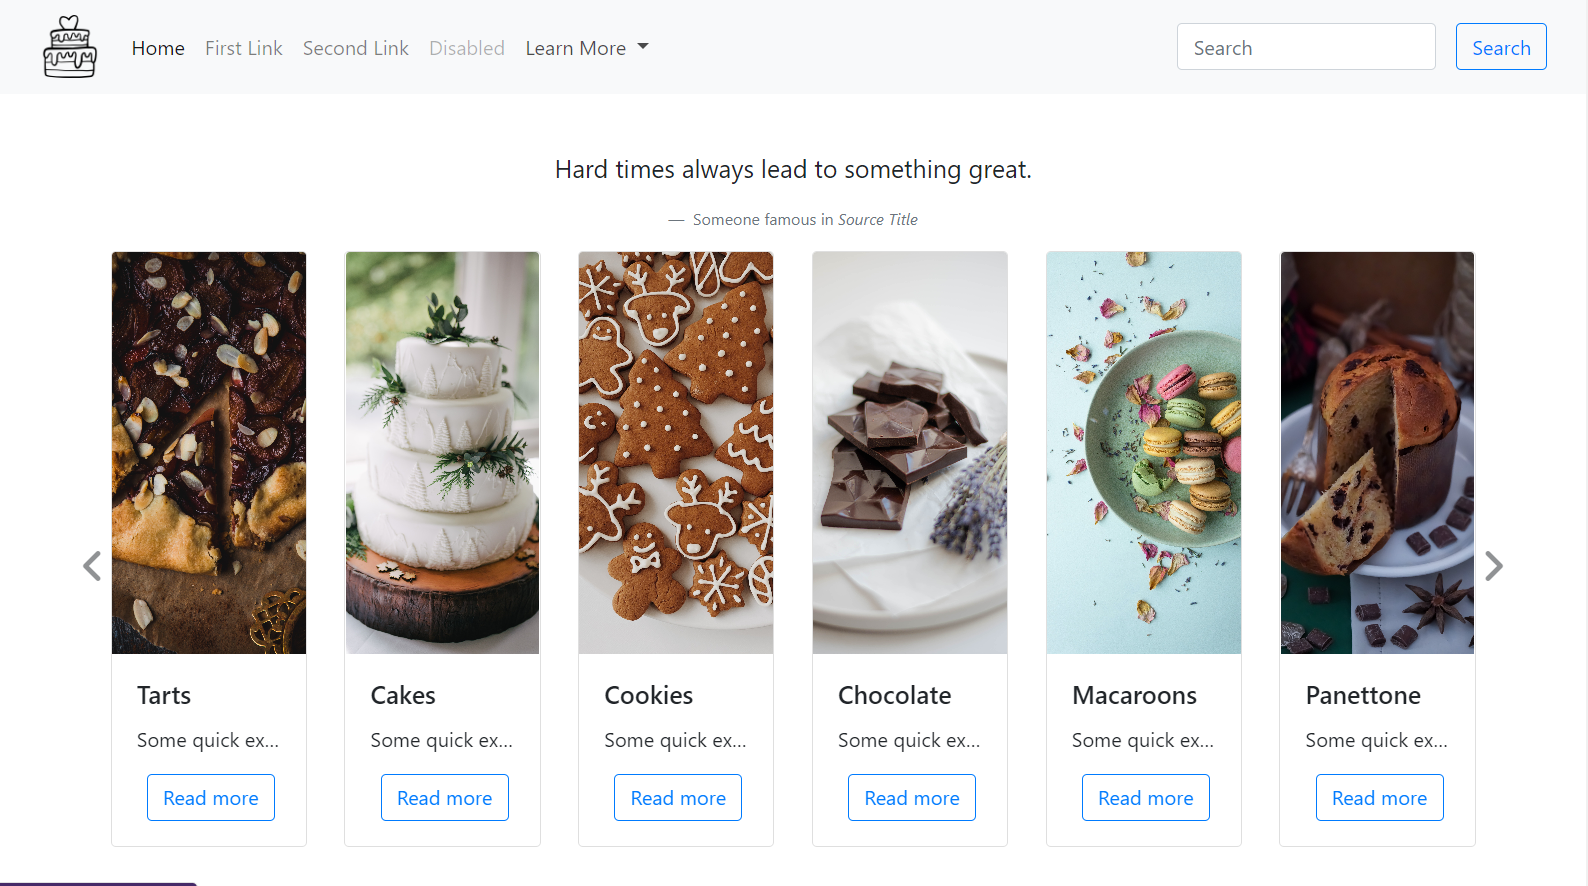 Home First Link Second Link Disabled Learn More Search Search
Hard times always lead to something great.
— Someone famous in Source Title
Tarts Cakes Cookies Chocolate Macaroons Panettone
Some quick ex... Some quick ex... Some quick ex... Some quick ex... Some quick ex... Some quick ex...
Read more Read more Read more Read more Read more Read more